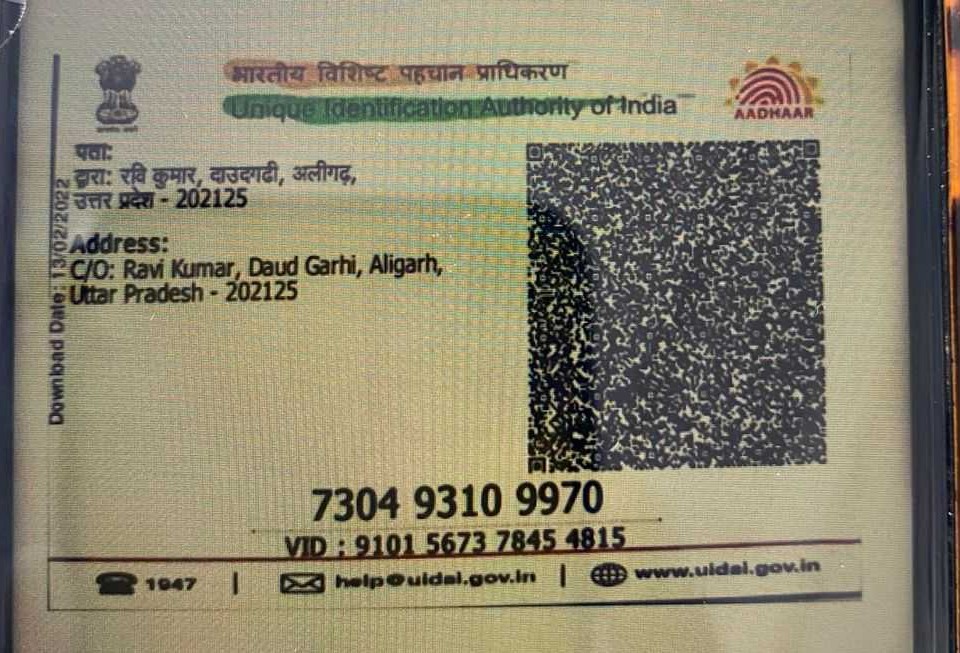 भारतीय विशिष्ट पहचान प्राधिकरण
Unique Identification Authority of India
AADHAAR
पता:
द्वारा: रवि कुमार, दाउदगढी, अलीगढ़,
उत्तर प्रदेश - 202125
Address:
C/O: Ravi Kumar, Daud Garhi, Aligarh,
Uttar Pradesh - 202125
Download Date: 13/02/2022
7304 9310 9970
VID : 9101 5673 7845 4815
1947 | help@uidai.gov.in | www.uidai.gov.in